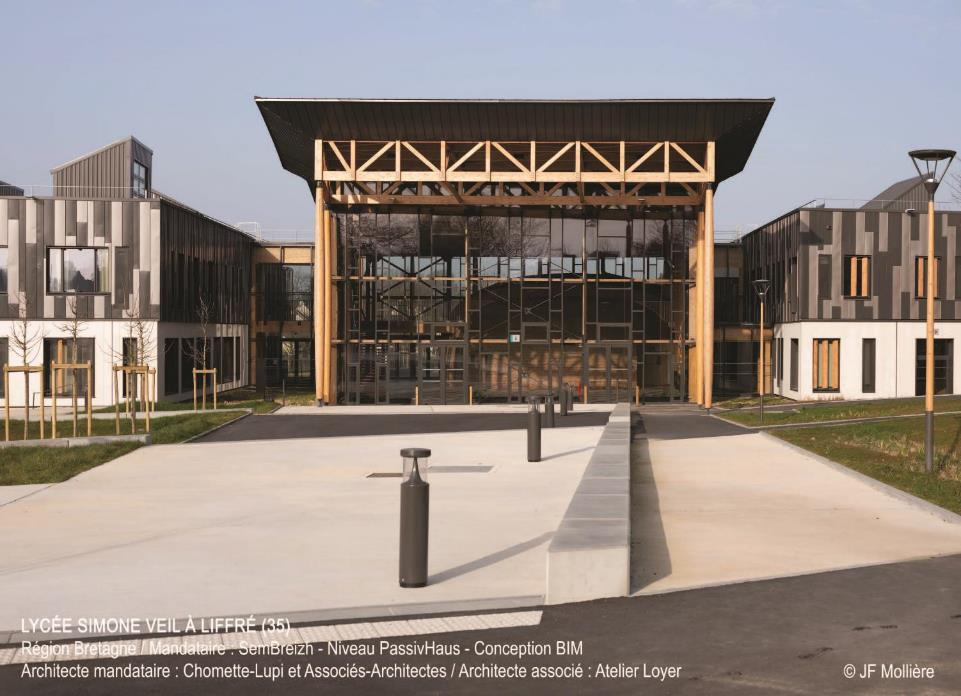 LYCÉE SIMONE VEIL À LIFFRÉ (35)
Région Bretagne / Mandataire : SemBreizh - Niveau PassivHaus - Conception BIM
Architecte mandataire : Chomette-Lupi et Associés-Architectes / Architecte associé : Atelier Loyer
© JF Mollière